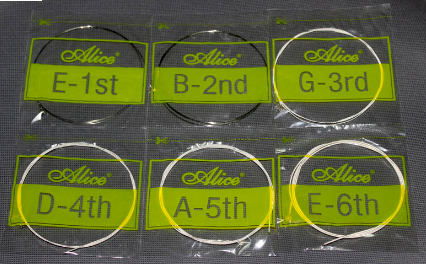 Alice®
E-1st
Alice®
B-2nd
Alice®
G-3rd
Alice®
D-4th
Alice®
A-5th
Alice®
E-6th